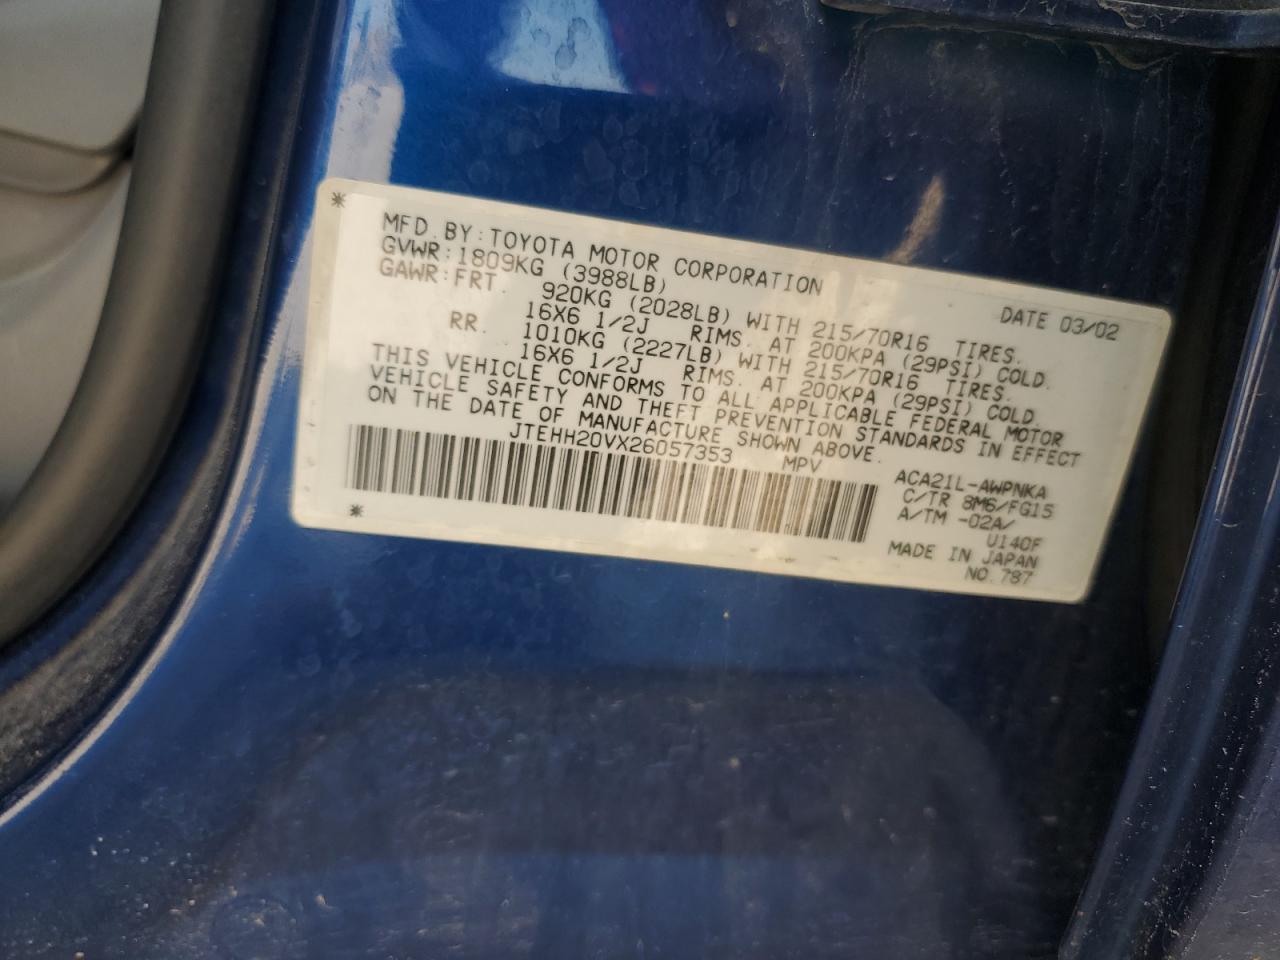 MFD.BY:TOYOTA MOTOR CORPORATION DATE 03/02
GVWR:1809KG (3988LB)
GAWR:FRT. 920KG (2028LB) WITH 215/70R16 TIRES.
16X6 1/2J RIMS. AT 200KPA (29PSI) COLD.
RR. 1010KG (2227LB) WITH 215/70R16 TIRES.
16X6 1/2J RIMS. AT 200KPA (29PSI) COLD.
THIS VEHICLE CONFORMS TO ALL APPLICABLE FEDERAL MOTOR
VEHICLE SAFETY AND THEFT PREVENTION STANDARDS IN EFFECT
ON THE DATE OF MANUFACTURE SHOWN ABOVE.
JTEHH20VX26057353 MPV
ACA21L-AWPNKA
C/TR 8M6/FG15
A/TM -02A/
U140F
MADE IN JAPAN
NO.787